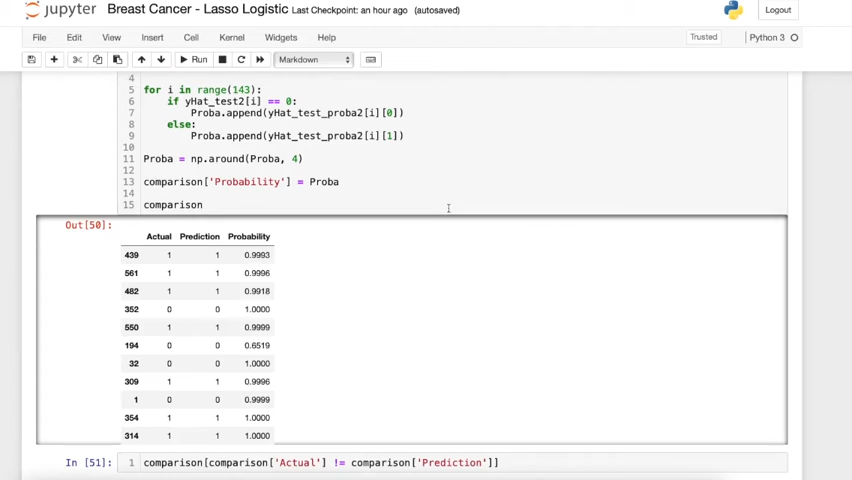 jupyter Breast Cancer - Lasso Logistic Last Checkpoint: an hour ago (autosaved) Logout
File Edit View Insert Cell Kernel Widgets Help Trusted Python 3
Run Markdown
4
5 for i in range(143):
6 if yHat_test2[i] == 0:
7 Proba.append(yHat_test_proba2[i][0])
8 else:
9 Proba.append(yHat_test_proba2[i][1])
10
11 Proba = np.around(Proba, 4)
12
13 comparison['Probability'] = Proba
14
15 comparison
Out[50]:
Actual Prediction Probability
439 1 1 0.9993
561 1 1 0.9996
482 1 1 0.9918
352 0 0 1.0000
550 1 1 0.9999
194 0 0 0.6519
32 0 0 1.0000
309 1 1 0.9996
1 0 0 0.9999
354 1 1 1.0000
314 1 1 1.0000
In [51]: 1 comparison[comparison['Actual'] != comparison['Prediction']]